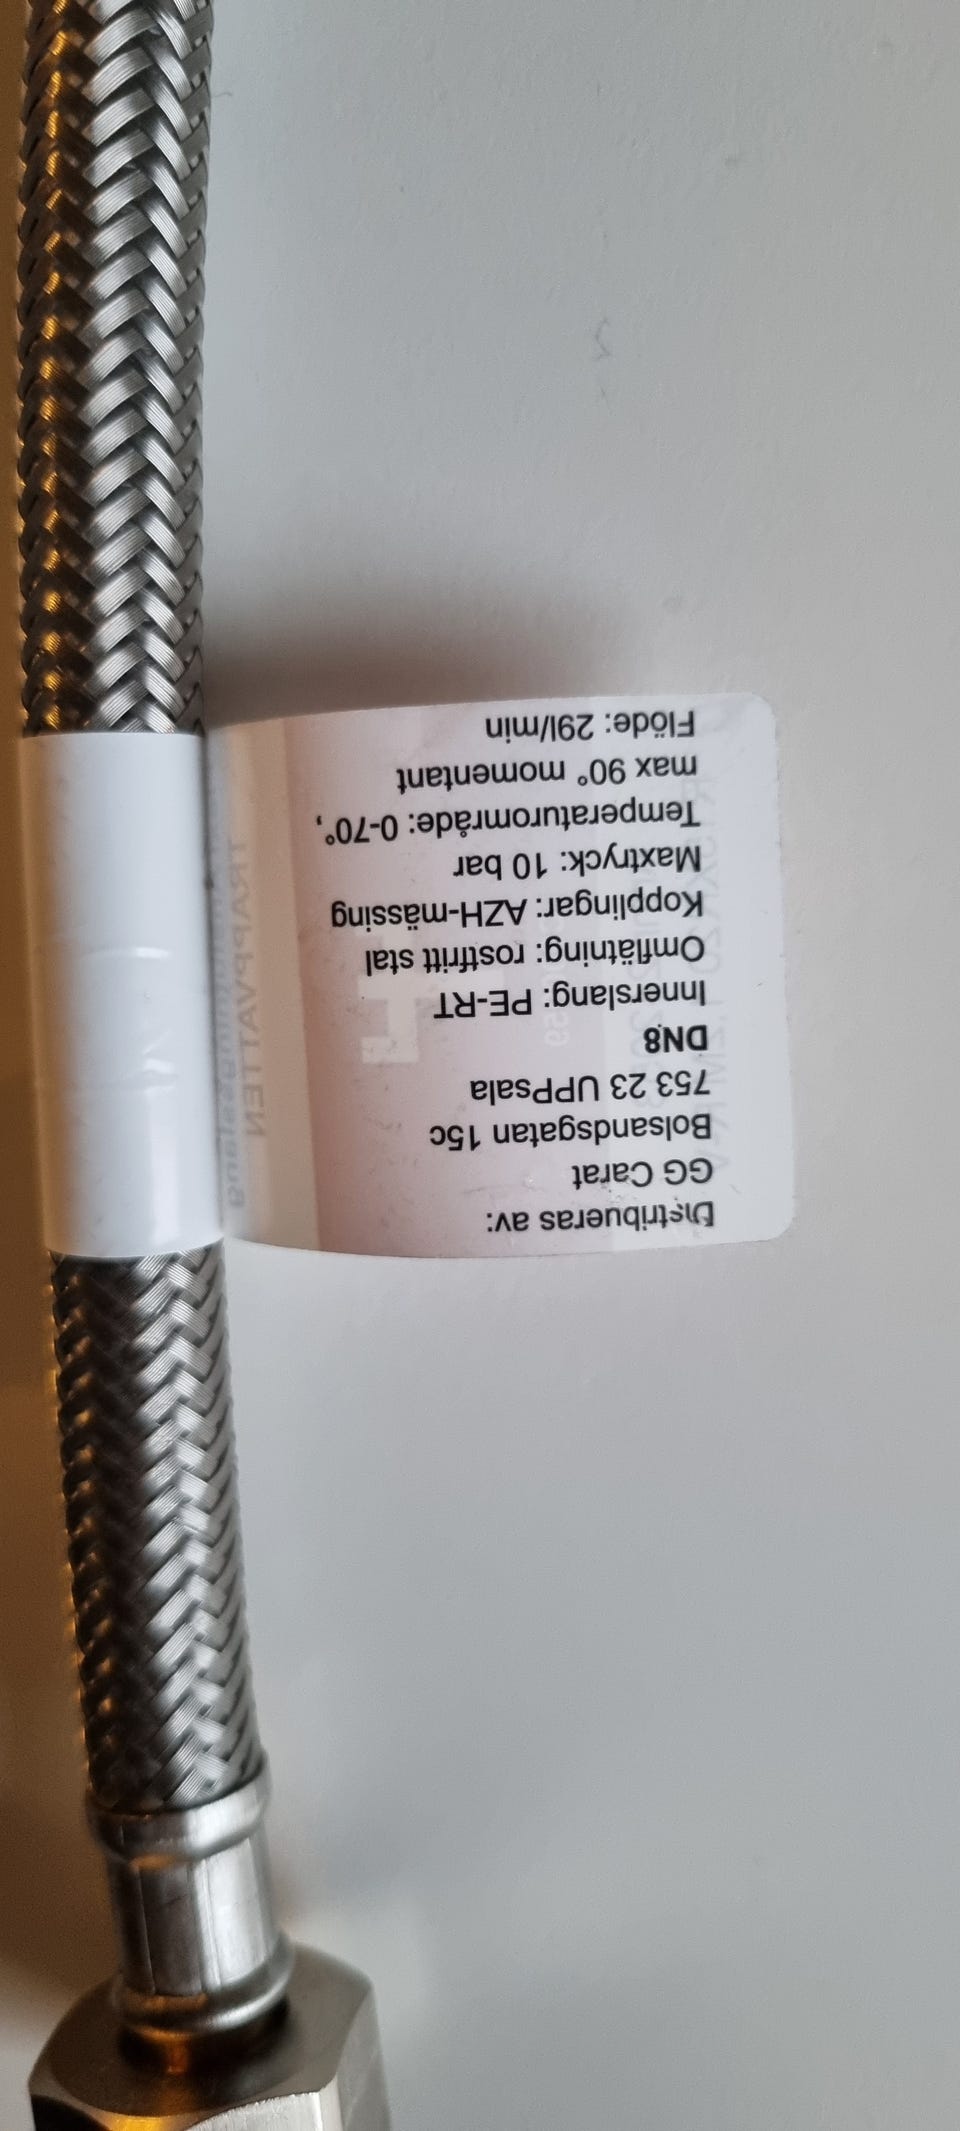 Distribueras av:
GG Carat
Bolsandsgatan 15c
753 23 UPPsala
DN8
Innerslang: PE-RT
Omflätning: rostfritt stal
Kopplingar: AZH-mässing
Maxtryck: 10 bar
Temperaturområde: 0-70°,
max 90° momentant
Flöde: 29l/min
TRAPPVATTEN